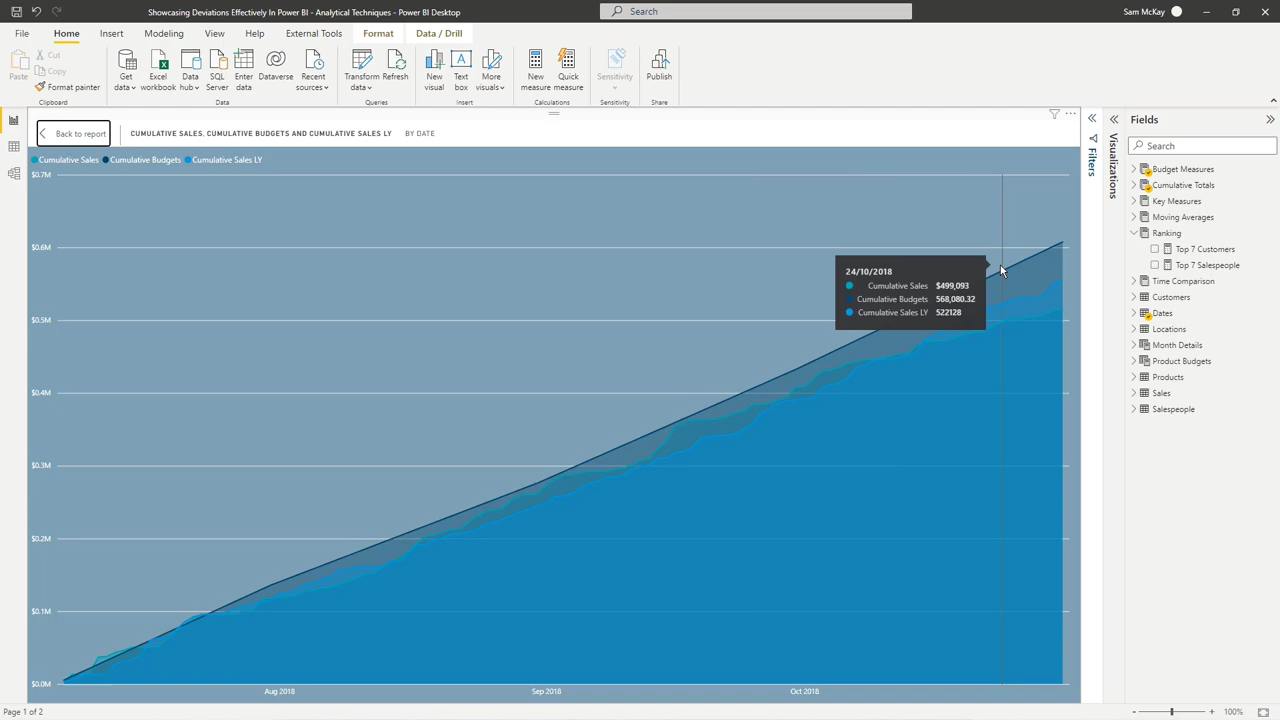 Showcasing Deviations Effectively In Power BI - Analytical Techniques - Power BI Desktop
Search
Sam McKay
File
Home
Insert
Modeling
View
Help
External Tools
Format
Data / Drill
Paste
Cut
Copy
Format painter
Clipboard
Get data
Excel workbook
Data hub
SQL Server
Enter data
Dataverse
Recent sources
Data
Transform data
Refresh
Queries
New visual
Text box
More visuals
Insert
New measure
Quick measure
Calculations
Sensitivity
Sensitivity
Publish
Share
Back to report
CUMULATIVE SALES, CUMULATIVE BUDGETS AND CUMULATIVE SALES LY BY DATE
Cumulative Sales Cumulative Budgets Cumulative Sales LY
$0.7M
$0.6M
$0.5M
$0.4M
$0.3M
$0.2M
$0.1M
$0.0M
Aug 2018
Sep 2018
Oct 2018
24/10/2018
Cumulative Sales $499,093
Cumulative Budgets 568,080.32
Cumulative Sales LY 522128
Filters
Visualizations
Fields
Search
Budget Measures
Cumulative Totals
Key Measures
Moving Averages
Ranking
Top 7 Customers
Top 7 Salespeople
Time Comparison
Customers
Dates
Locations
Month Details
Product Budgets
Products
Sales
Salespeople
Page 1 of 2
- + 100%